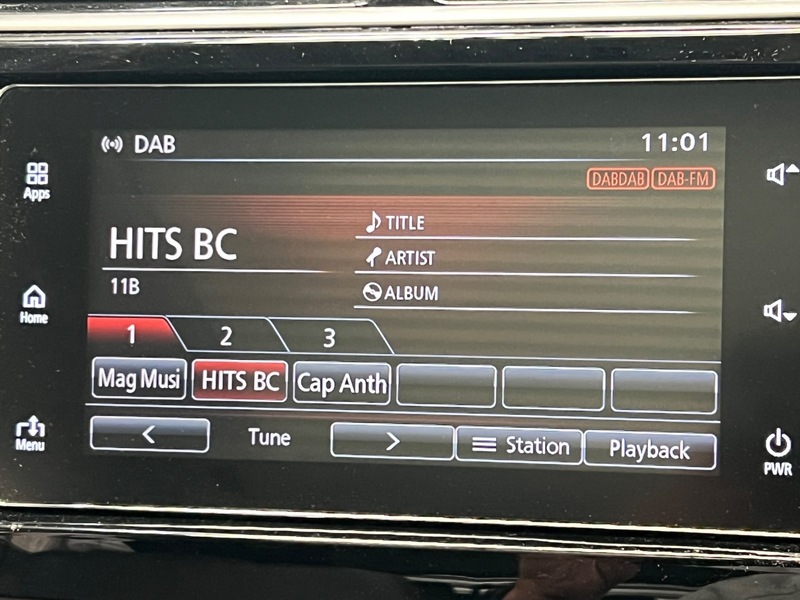 DAB
11:01
Apps
DABDAB DAB-FM
TITLE
HITS BC
ARTIST
11B
ALBUM
Home
1 2 3
Mag Musi HITS BC Cap Anth
Menu
< Tune > Station Playback
PWR